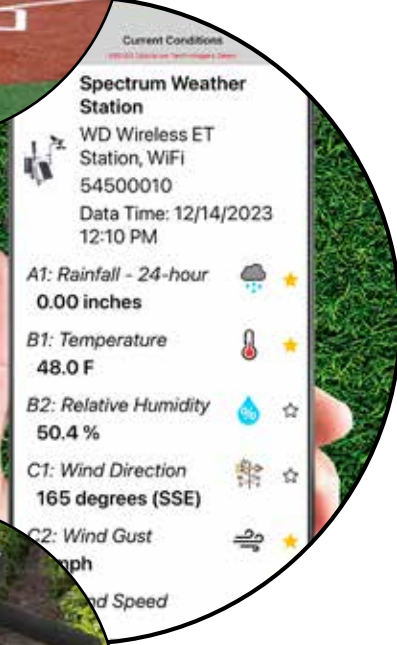 Current Conditions
Spectrum Weather
Station
WD Wireless ET
Station, WiFi
54500010
Data Time: 12/14/2023
12:10 PM
A1: Rainfall - 24-hour
0.00 inches
B1: Temperature
48.0 F
B2: Relative Humidity
%
50.4 %
C1: Wind Direction
165 degrees (SSE)
C2: Wind Gust
mph
Speed